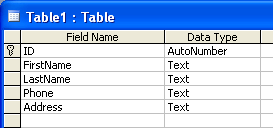 Table1 : Table
Field Name Data Type
ID AutoNumber
FirstName Text
LastName Text
Phone Text
Address Text